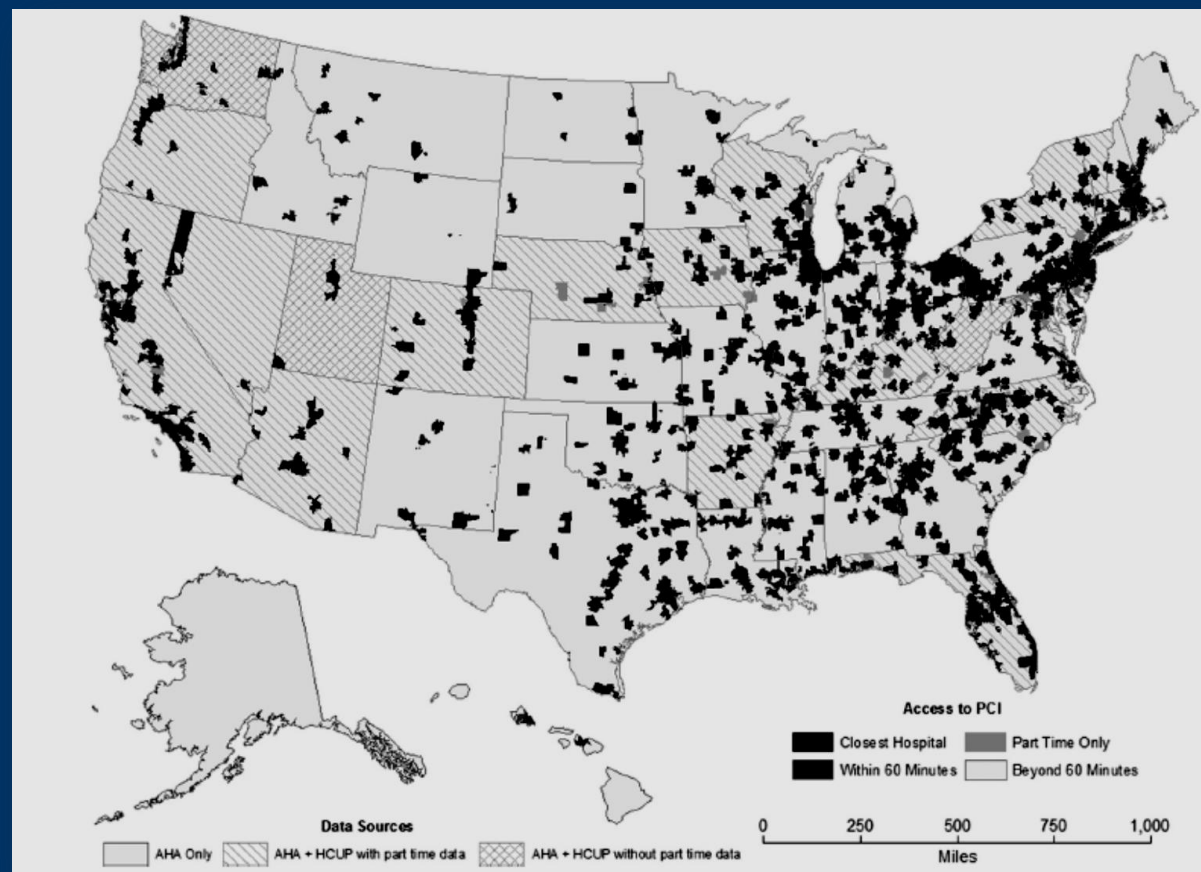 Access to PCI
Closest Hospital
Part Time Only
Within 60 Minutes
Beyond 60 Minutes
0 250 500 750 1,000
Miles
Data Sources
AHA Only
AHA + HCUP with part time data
AHA + HCUP without part time data